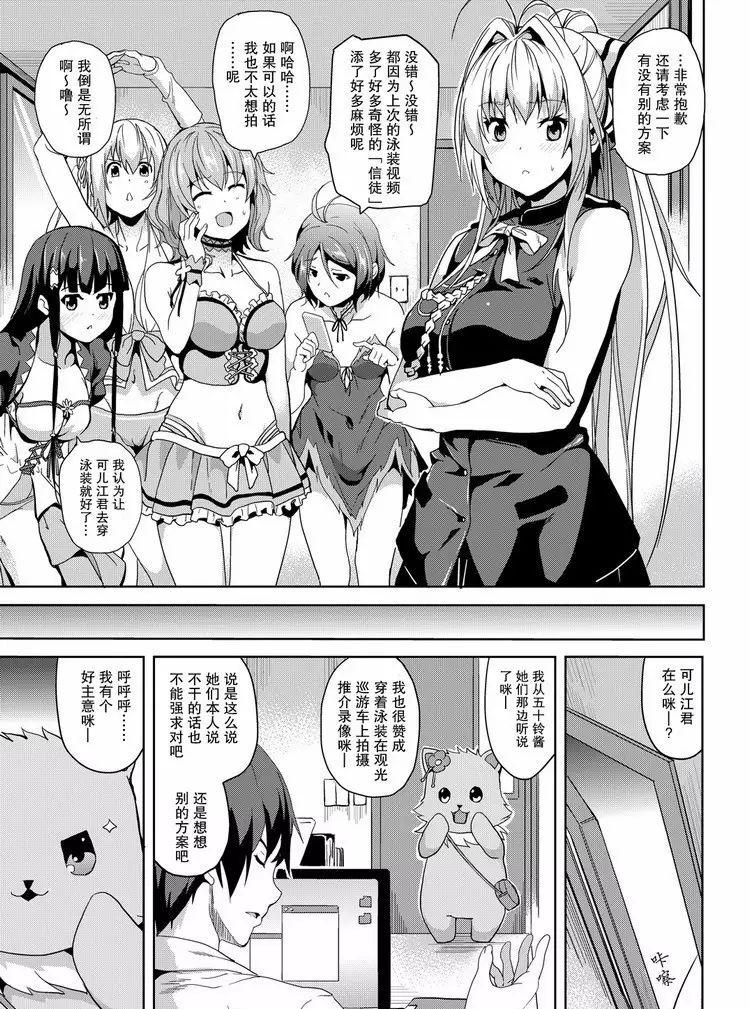 …非常抱歉
还请考虑一下
有没有别的方案
没错～没错～
都因为上次的泳装视频
多了好多奇怪的「信徒」
添了好多麻烦呢
啊哈哈……
如果可以的话
我也不太想拍
……呢
我倒是无所谓
啊～噜～
我认为让
可儿江君去穿
泳装就好了…
可儿江君
在么咪—?
咔嚓
我从五十铃酱
她们那边听说
了咪—
我也很赞成
穿着泳装在观光
巡游车上拍摄
推介录像咪—
说是这么说
她们本人说
不干的话也
不能强求对吧
还是想想
别的方案吧
呼呼呼……
我有个
好主意咪—